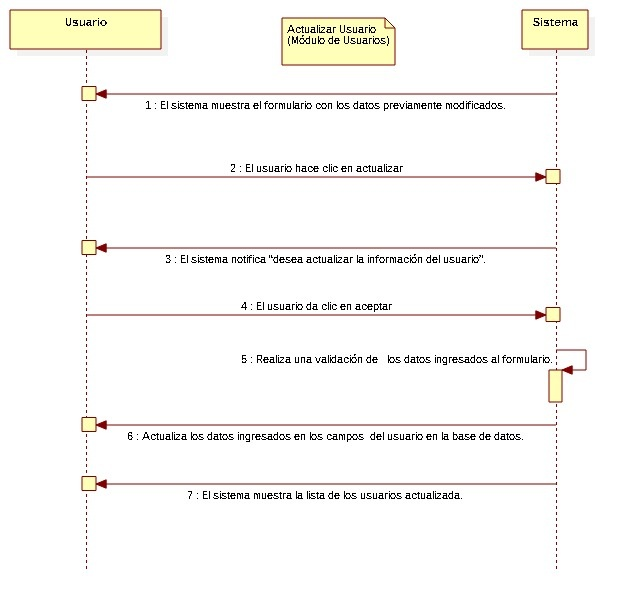 Usuario
Actualizar Usuario
(Módulo de Usuarios)
Sistema
1 : El sistema muestra el formulario con los datos previamente modificados.
2 : El usuario hace clic en actualizar
3 : El sistema notifica "desea actualizar la información del usuario".
4 : El usuario da clic en aceptar
5 : Realiza una validación de   los datos ingresados al formulario.
6 : Actualiza los datos ingresados en los campos  del usuario en la base de datos.
7 : El sistema muestra la lista de los usuarios actualizada.